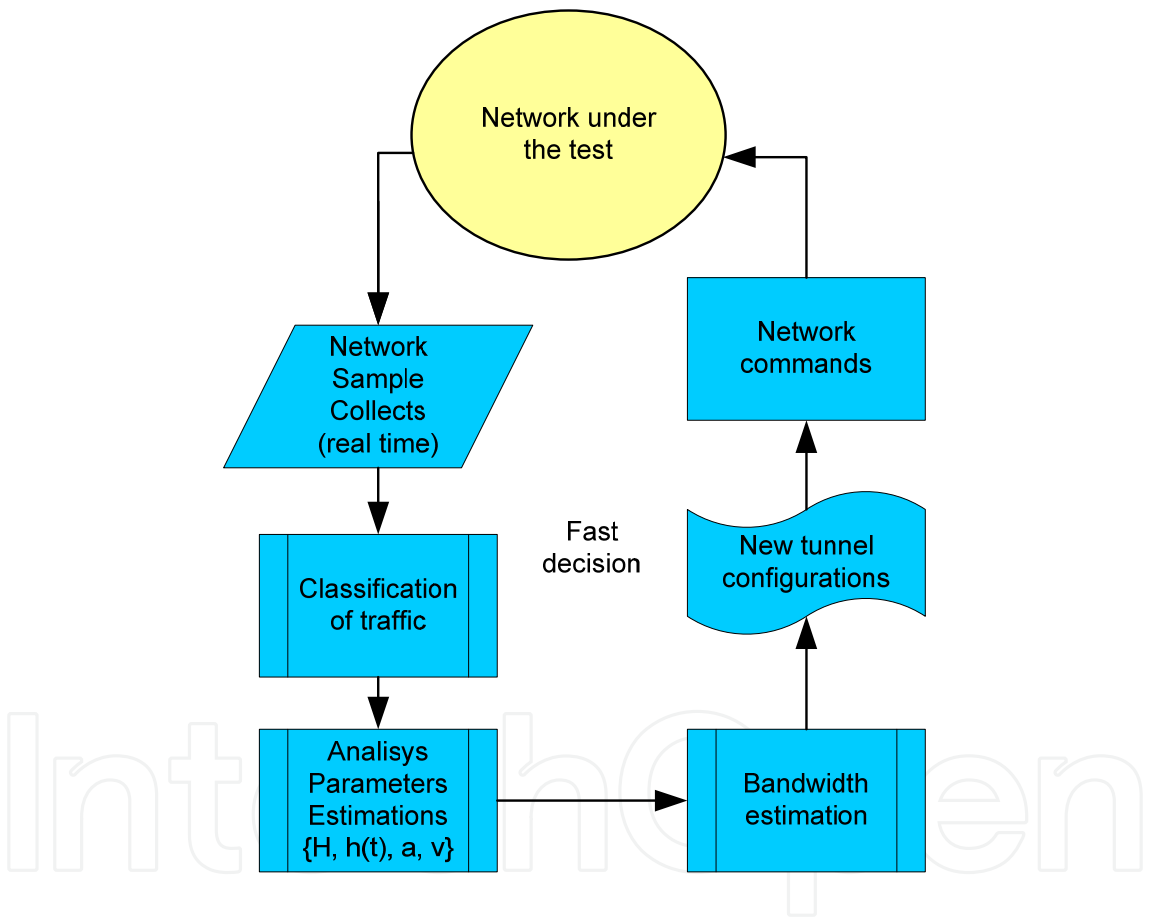 Network under
the test
Network
Sample
Collects
(real time)
Network
commands
Fast
decision
New tunnel
configurations
Classification
of traffic
Analisys
Parameters
Estimations
{H, h(t), a, v}
Bandwidth
estimation
IntechOpen